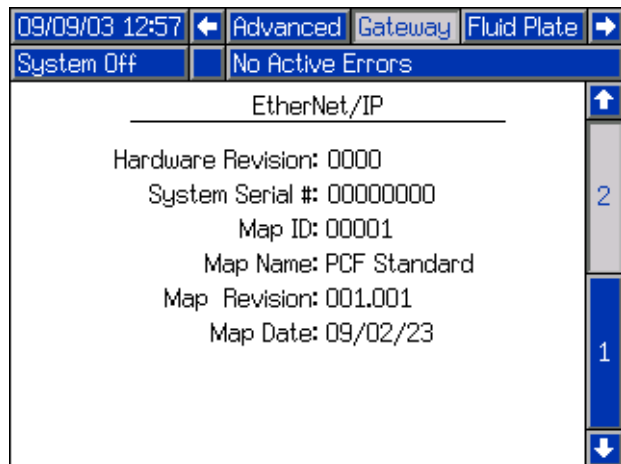 09/09/03 12:57 Advanced Gateway Fluid Plate
System Off No Active Errors
EtherNet/IP
Hardware Revision: 0000
System Serial #: 00000000
2
Map ID: 00001
Map Name: PCF Standard
Map Revision: 001.001
Map Date: 09/02/23
1